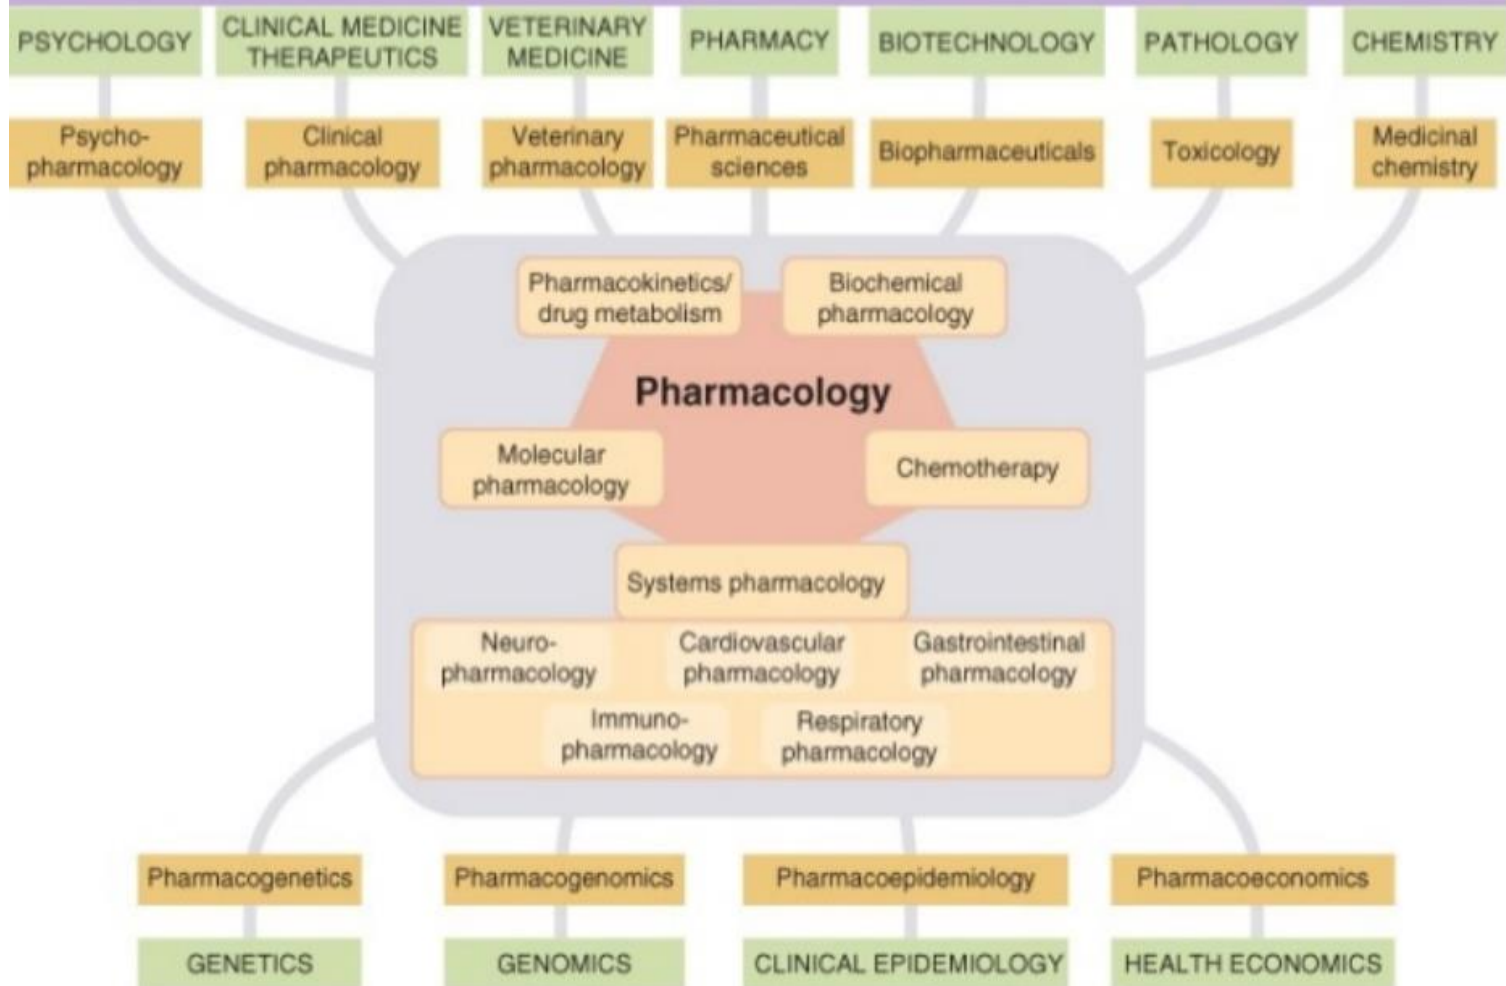 PSYCHOLOGY
CLINICAL MEDICINE
THERAPEUTICS
VETERINARY
MEDICINE
PHARMACY
BIOTECHNOLOGY
PATHOLOGY
CHEMISTRY
Psycho-
pharmacology
Clinical
pharmacology
Veterinary
pharmacology
Pharmaceutical
sciences
Biopharmaceuticals
Toxicology
Medicinal
chemistry
Pharmacokinetics/
drug metabolism
Biochemical
pharmacology
Pharmacology
Molecular
pharmacology
Chemotherapy
Systems pharmacology
Neuro-
pharmacology
Cardiovascular
pharmacology
Gastrointestinal
pharmacology
Immuno-
pharmacology
Respiratory
pharmacology
Pharmacogenetics
Pharmacogenomics
Pharmacoepidemiology
Pharmacoeconomics
GENETICS
GENOMICS
CLINICAL EPIDEMIOLOGY
HEALTH ECONOMICS